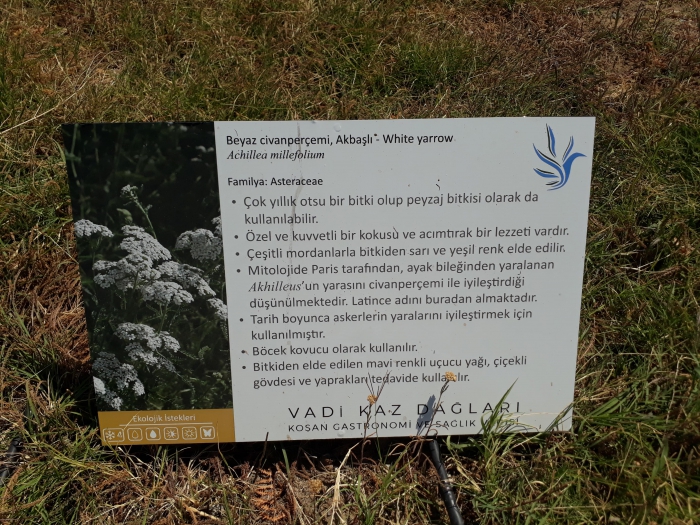 Beyaz civanperçemi, Akbaşlı - White yarrow
Achillea millefolium
Familya: Asteraceae
• Çok yıllık otsu bir bitki olup peyzaj bitkisi olarak da
kullanılabilir.
• Özel ve kuvvetli bir kokusu ve acımtırak bir lezzeti vardır.
• Çeşitli mordanlarla bitkiden sarı ve yeşil renk elde edilir.
• Mitolojide Paris tarafından, ayak bileğinden yaralanan
Akhilleus'un yarasını civanperçemi ile iyileştirdiği
düşünülmektedir. Latince adını buradan almaktadır.
• Tarih boyunca askerlerin yaralarını iyileştirmek için
kullanılmıştır.
• Böcek kovucu olarak kullanılır.
• Bitkiden elde edilen mavi renkli uçucu yağı, çiçekli
gövdesi ve yaprakları tedavide kullanılır.
Ekolojik İstekleri
VADİ KAZ DAĞLARI
KOSAN GASTRONOMİ VE SAĞLIK